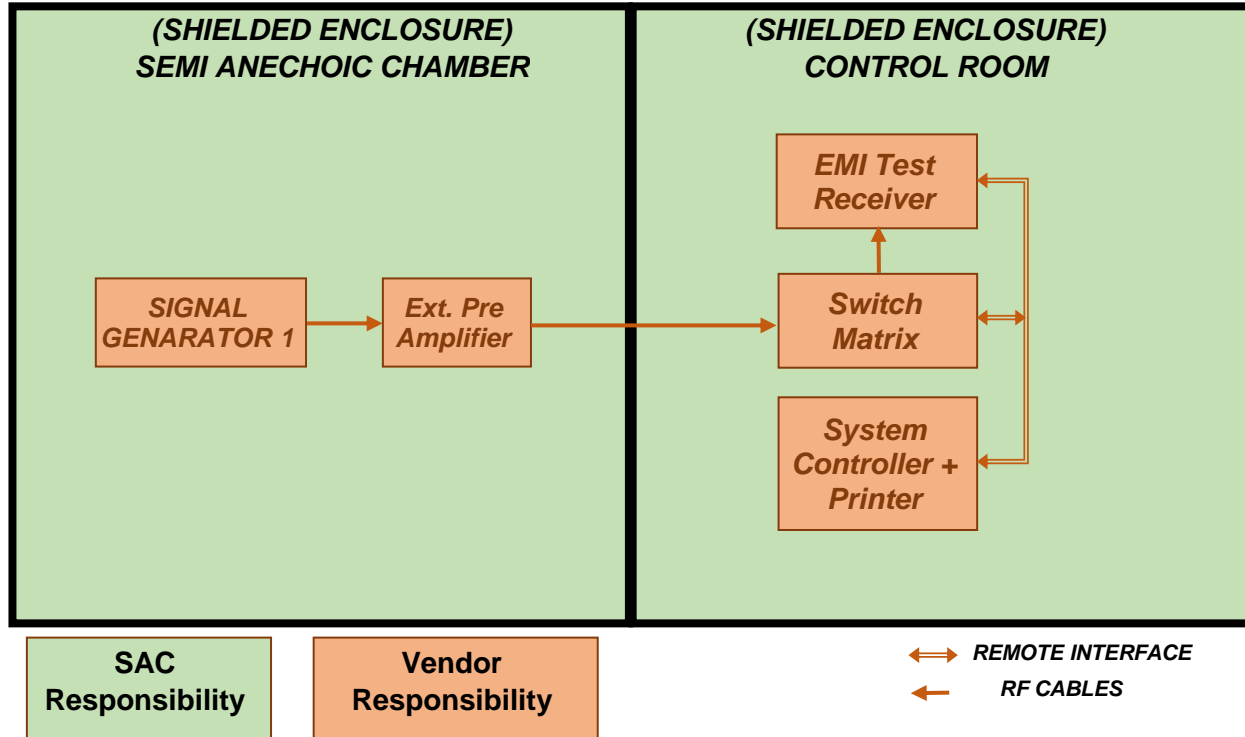 (SHIELDED ENCLOSURE)
SEMI ANECHOIC CHAMBER
(SHIELDED ENCLOSURE)
CONTROL ROOM
EMI Test
Receiver
SIGNAL
GENARATOR 1
Ext. Pre
Amplifier
Switch
Matrix
System
Controller +
Printer
SAC
Responsibility
Vendor
Responsibility
REMOTE INTERFACE
RF CABLES